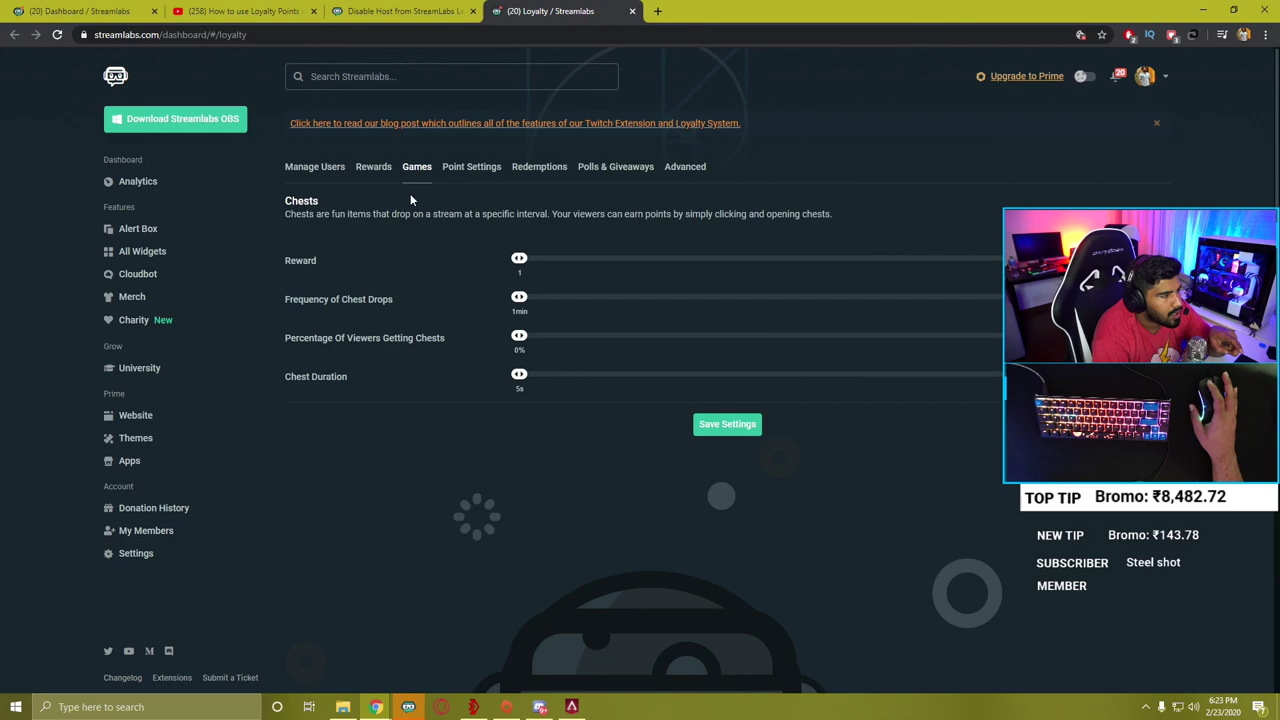 (20) Dashboard / Streamlabs
(258) How to use Loyalty Points
Disable Host from StreamLabs Le
(20) Loyalty / Streamlabs
streamlabs.com/dashboard/#/loyalty
Search Streamlabs...
Upgrade to Prime
20
Download Streamlabs OBS
Click here to read our blog post which outlines all of the features of our Twitch Extension and Loyalty System.
Dashboard
Analytics
Features
Alert Box
All Widgets
Cloudbot
Merch
Charity New
Grow
University
Prime
Website
Themes
Apps
Account
Donation History
My Members
Settings
Changelog Extensions Submit a Ticket
Manage Users Rewards Games Point Settings Redemptions Polls & Giveaways Advanced
Chests
Chests are fun items that drop on a stream at a specific interval. Your viewers can earn points by simply clicking and opening chests.
Reward
1
Frequency of Chest Drops
1min
Percentage Of Viewers Getting Chests
0%
Chest Duration
5s
Save Settings
TOP TIP Bromo: ₹8,482.72
NEW TIP Bromo: ₹143.78
SUBSCRIBER Steel shot
MEMBER
Type here to search
6:23 PM
2/23/2020